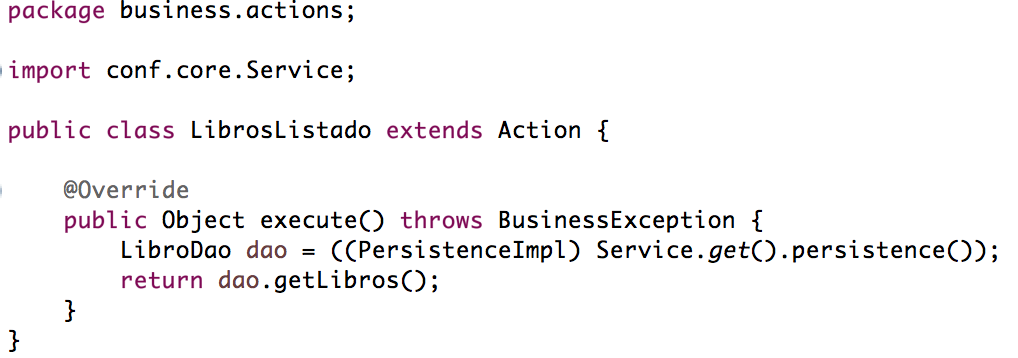 package business.actions;
import conf.core.Service;
public class LibrosListado extends Action {
@Override
public Object execute() throws BusinessException {
LibroDao dao = ((PersistenceImpl) Service.get().persistence());
return dao.getLibros();
}
}